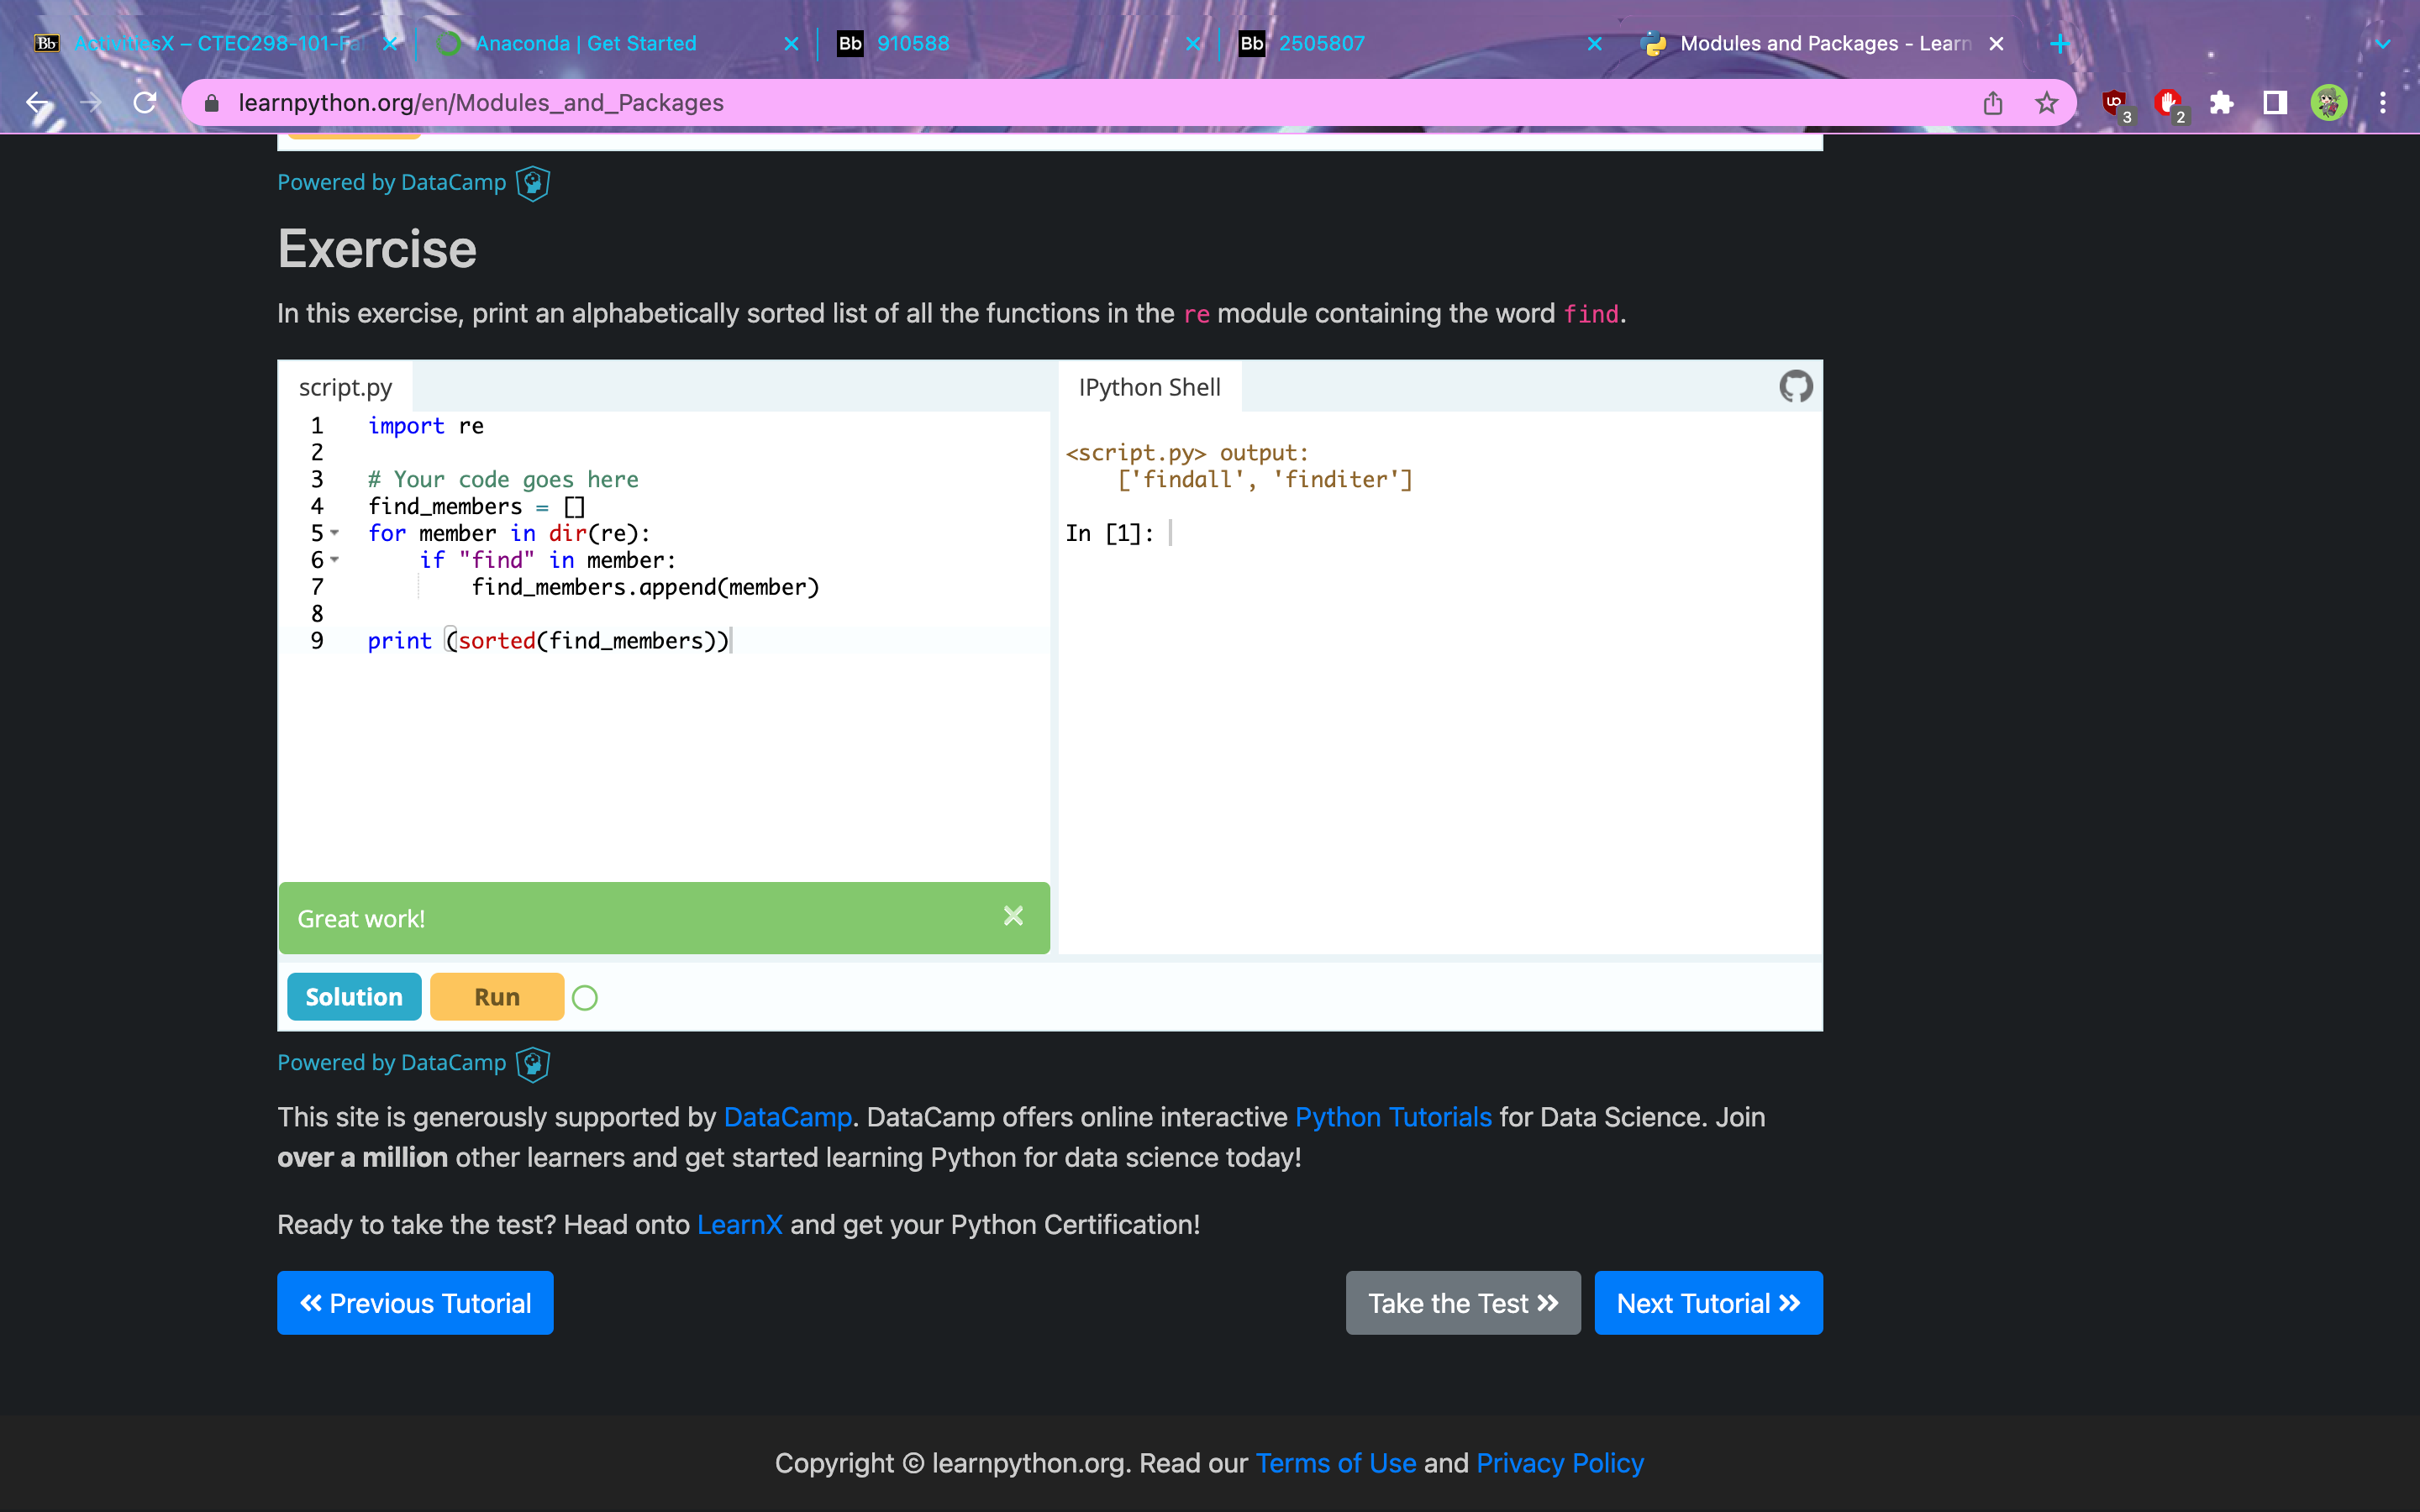 Bb ActivitiesX – CTEC298-101-Fa
Anaconda | Get Started
Bb 910588
Bb 2505807
Modules and Packages - Learn
learnpython.org/en/Modules_and_Packages
3
2
Powered by DataCamp
Exercise
In this exercise, print an alphabetically sorted list of all the functions in the re module containing the word find.
script.py
1 import re
2
3 # Your code goes here
4 find_members = []
5 for member in dir(re):
6     if "find" in member:
7         find_members.append(member)
8
9 print (sorted(find_members))
IPython Shell
<script.py> output:
    ['findall', 'finditer']
In [1]:
Great work!
Solution
Run
Powered by DataCamp
This site is generously supported by DataCamp. DataCamp offers online interactive Python Tutorials for Data Science. Join
over a million other learners and get started learning Python for data science today!
Ready to take the test? Head onto LearnX and get your Python Certification!
« Previous Tutorial
Take the Test »
Next Tutorial »
Copyright © learnpython.org. Read our Terms of Use and Privacy Policy